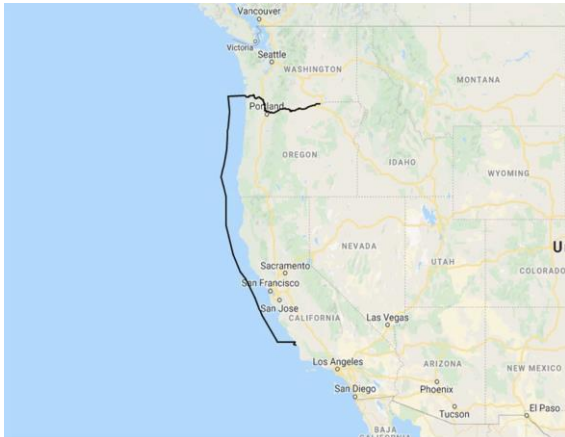 Vancouver
Victoria
Seattle
WASHINGTON
MONTANA
Portland
OREGON
IDAHO
WYOMING
NEVADA
UTAH
COLORADO
Sacramento
San Francisco
San Jose
CALIFORNIA
Las Vegas
Los Angeles
ARIZONA
NEW MEXICO
San Diego
Phoenix
Tucson
El Paso
BAJA
CALIFORNIA